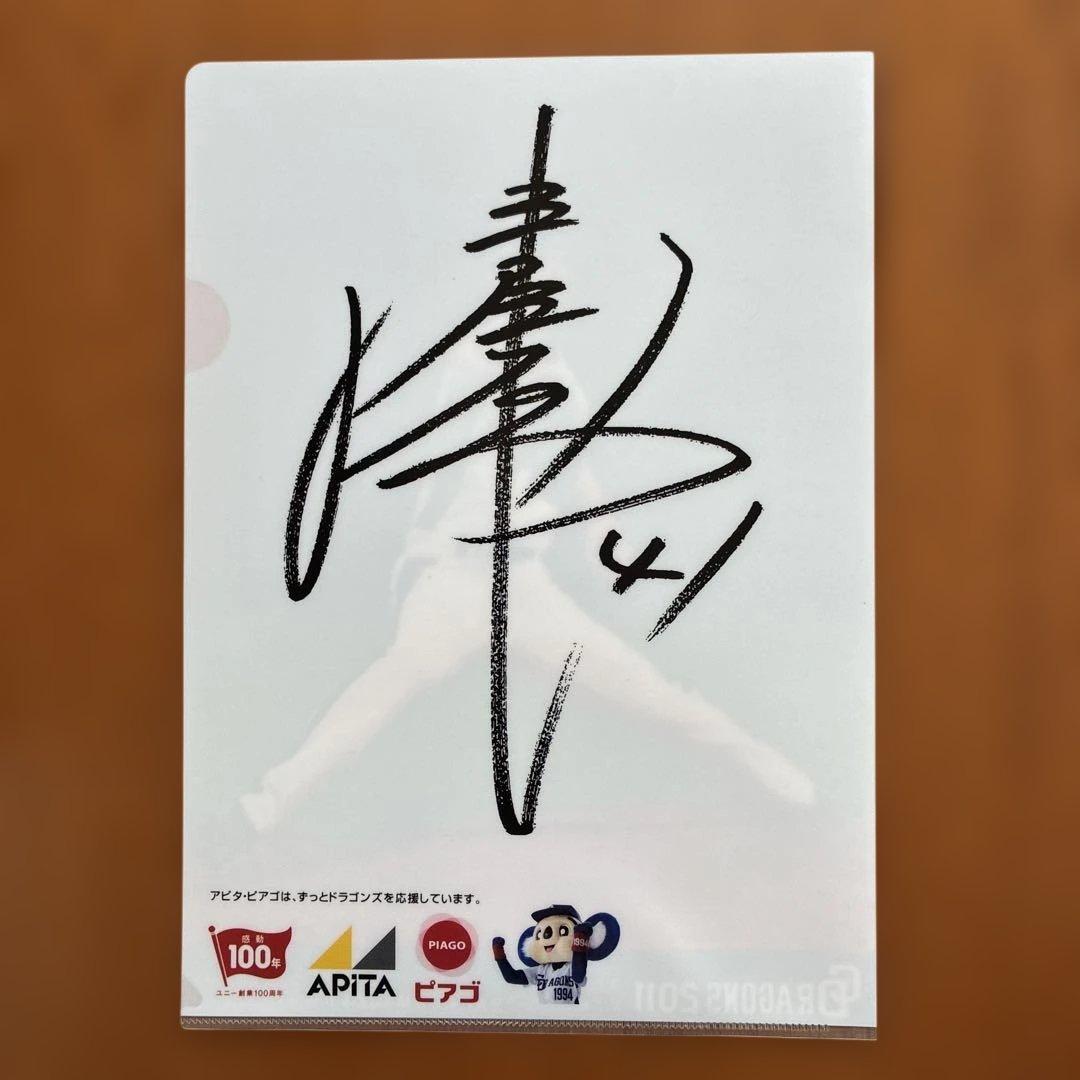 41
アピタ・ピアゴは、ずっとドラゴンズを応援しています。
感動
100年
ユニー創業100周年
APiTA
PIAGO
ピアゴ
1994
DRAGONS
1994
DRAGONS 2011